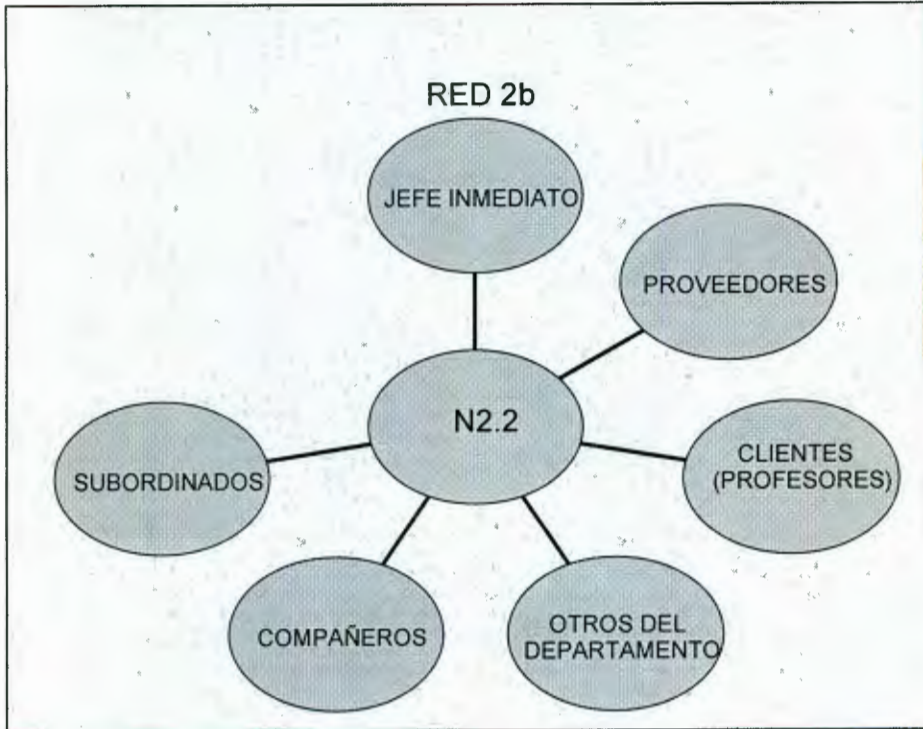 RED 2b
JEFE INMEDIATO
PROVEEDORES
N2.2
CLIENTES
(PROFESORES)
SUBORDINADOS
COMPAÑEROS
OTROS DEL
DEPARTAMENTO